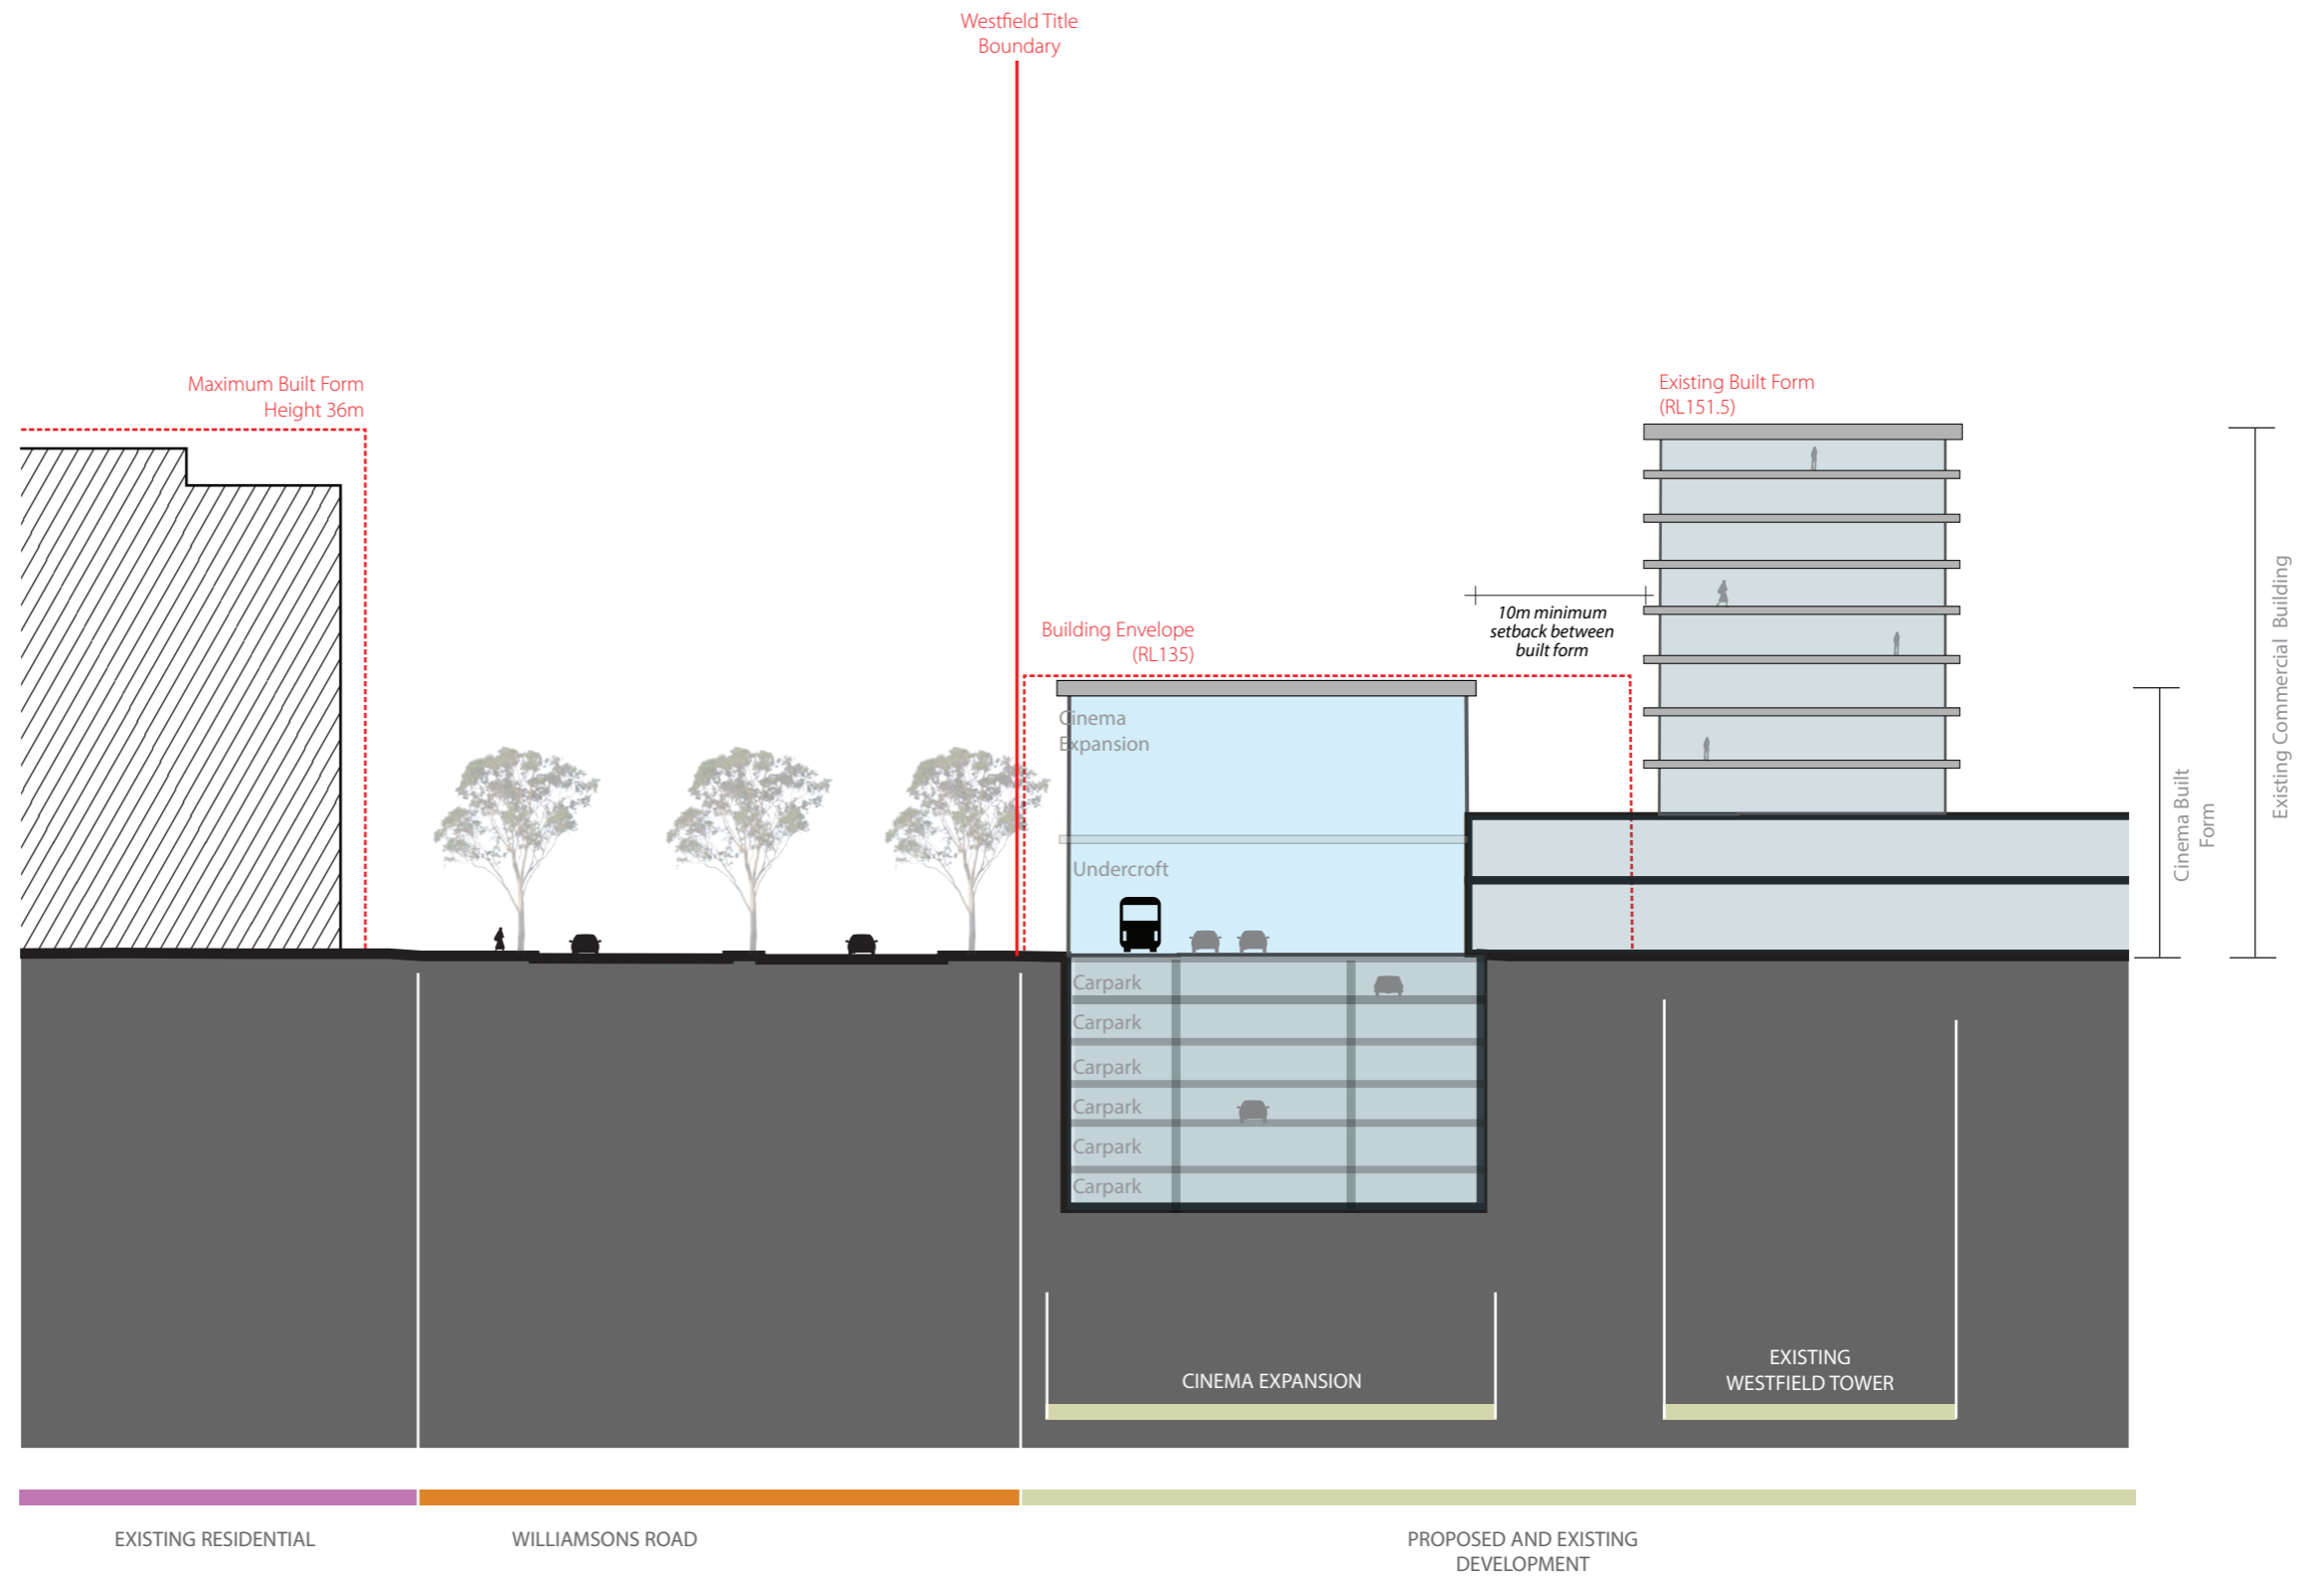 Westfield Title
Boundary
Maximum Built Form
Height 36m
Existing Built Form
(RL151.5)
10m minimum
setback between
built form
Building Envelope
(RL135)
Cinema
Expansion
Undercroft
Carpark
Carpark
Carpark
Carpark
Carpark
Carpark
Cinema Built
Form
Existing Commercial Building
CINEMA EXPANSION
EXISTING
WESTFIELD TOWER
EXISTING RESIDENTIAL
WILLIAMSONS ROAD
PROPOSED AND EXISTING
DEVELOPMENT